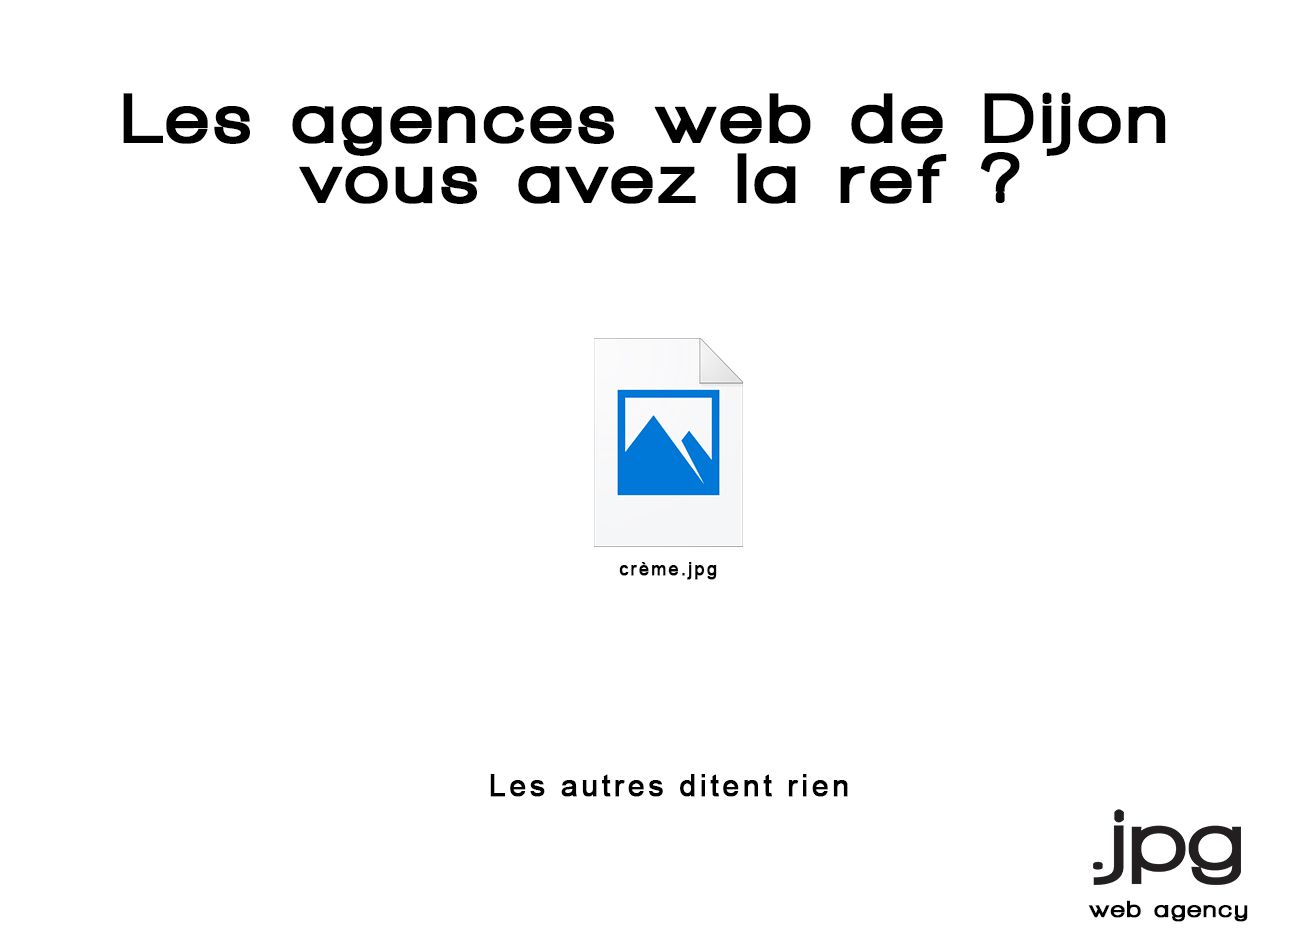 Les agences web de Dijon
vous avez la ref ?
crème.jpg
Les autres ditent rien
.jpg
web agency